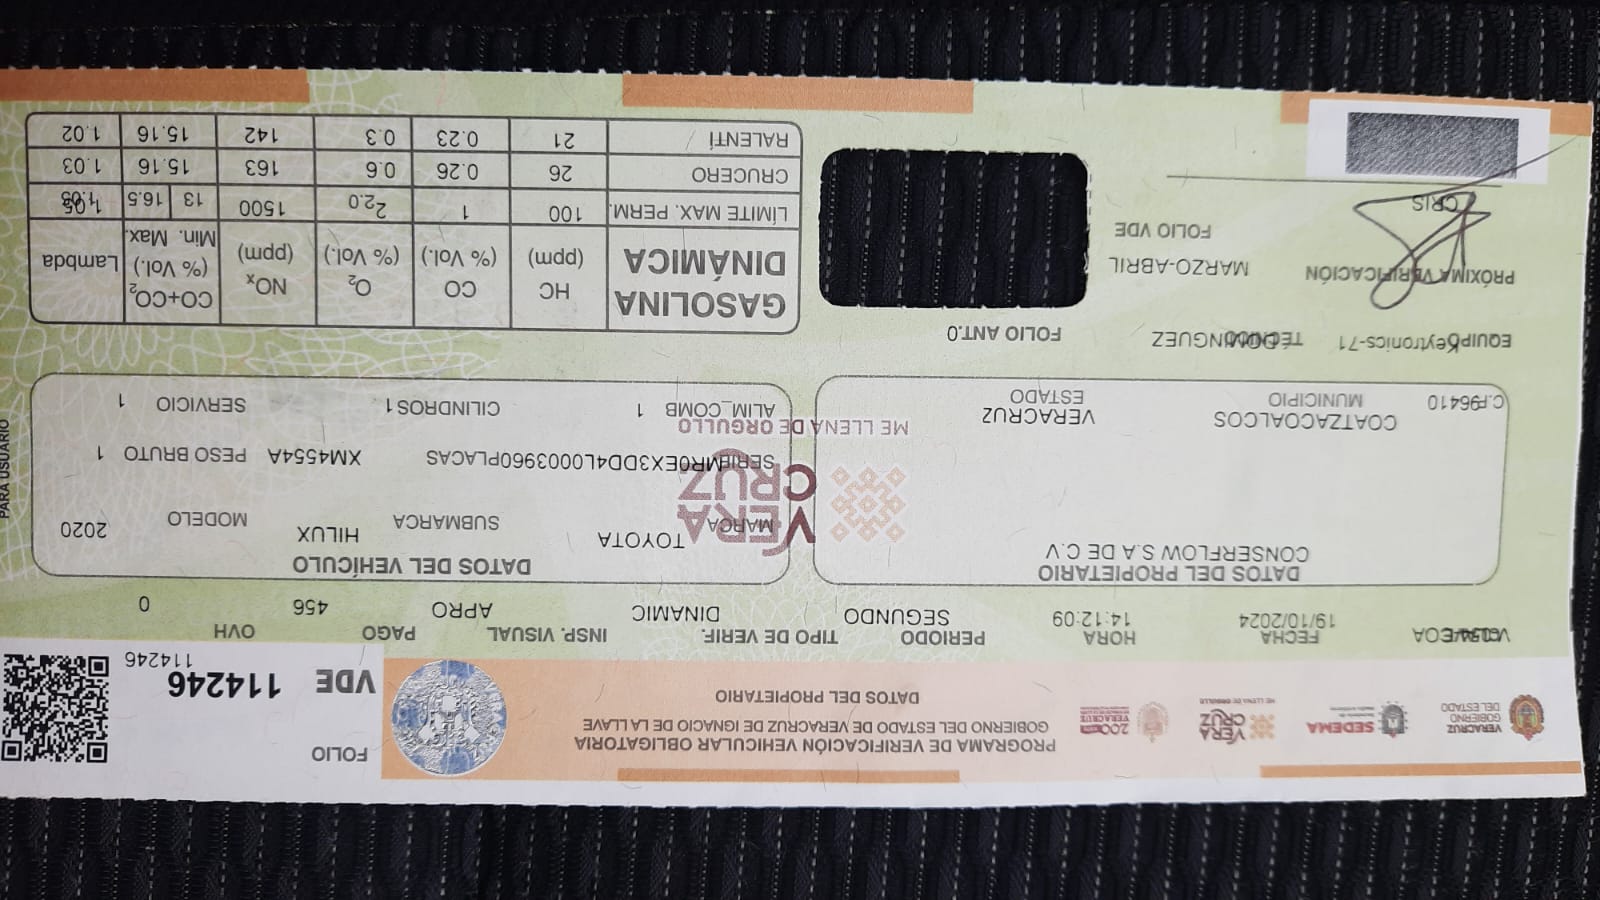 VERACRUZ
GOBIERNO
DEL ESTADO
SEDEMA
Secretaría de
Medio Ambiente
VERA
CRUZ
ME LLENA DE ORGULLO
200
VERACRUZ
PROGRAMA DE VERIFICACIÓN VEHICULAR OBLIGATORIA
GOBIERNO DEL ESTADO DE VERACRUZ DE IGNACIO DE LA LLAVE
DATOS DEL PROPIETARIO
FOLIO
VDE 114246
114246
FECHA HORA PERIODO TIPO DE VERIF. INSP. VISUAL PAGO OVH
19/10/2024 14:12:09 SEGUNDO DINAMIC APRO 456 0
DATOS DEL PROPIETARIO
CONSERFLOW S.A DE C.V
COATZACOALCOS VERACRUZ
C.P 96410 MUNICIPIO ESTADO
DATOS DEL VEHÍCULO
MARCA TOYOTA SUBMARCA HILUX MODELO 2020
SERIE MR0EX3DD4L0003960 PLACAS XM4554A PESO BRUTO 1
ALIM_COMB 1 CILINDROS 1 SERVICIO 1
VERA
CRUZ
ME LLENA DE ORGULLO
PARA USUARIO
EQUIPO Keytronics-71 TÉCNICO DOMINGUEZ FOLIO ANT.0
PRÓXIMA VERIFICACIÓN MARZO-ABRIL
FOLIO VDE
CRIS
GASOLINA DINÁMICA HC (ppm) CO (% Vol.) O₂ (% Vol.) NOx (ppm) CO+CO₂ (% Vol.) Min. Max. Lambda
LÍMITE MAX. PERM. 100 1 2 2.0 1500 13 16.5 1.05 1.05
CRUCERO 26 0.26 0.6 163 15.16 1.03
RALENTÍ 21 0.23 0.3 142 15.16 1.02